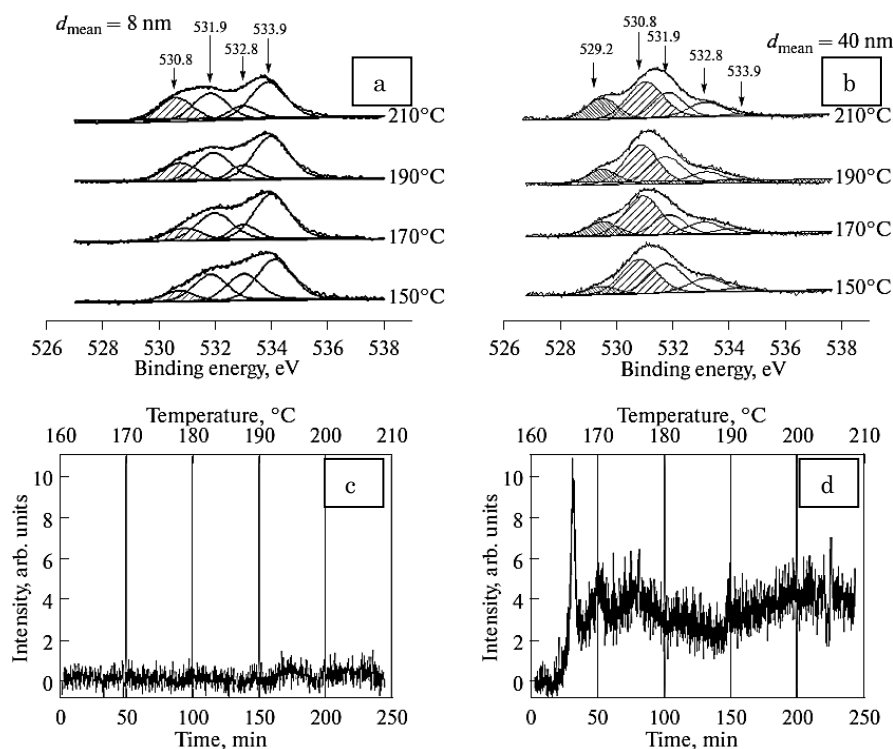 d_mean = 8 nm
530.8
531.9
532.8
533.9
a
210°C
190°C
170°C
150°C
526 528 530 532 534 536 538
Binding energy, eV
d_mean = 40 nm
529.2
530.8
531.9
532.8
533.9
b
210°C
190°C
170°C
150°C
526 528 530 532 534 536 538
Binding energy, eV
Temperature, °C
160 170 180 192 200 210
c
Intensity, arb. units
10
8
6
4
2
0
0 50 100 150 200 250
Time, min
Temperature, °C
160 170 180 190 200 210
d
Intensity, arb. units
10
8
6
4
2
0
0 50 100 150 200 250
Time, min